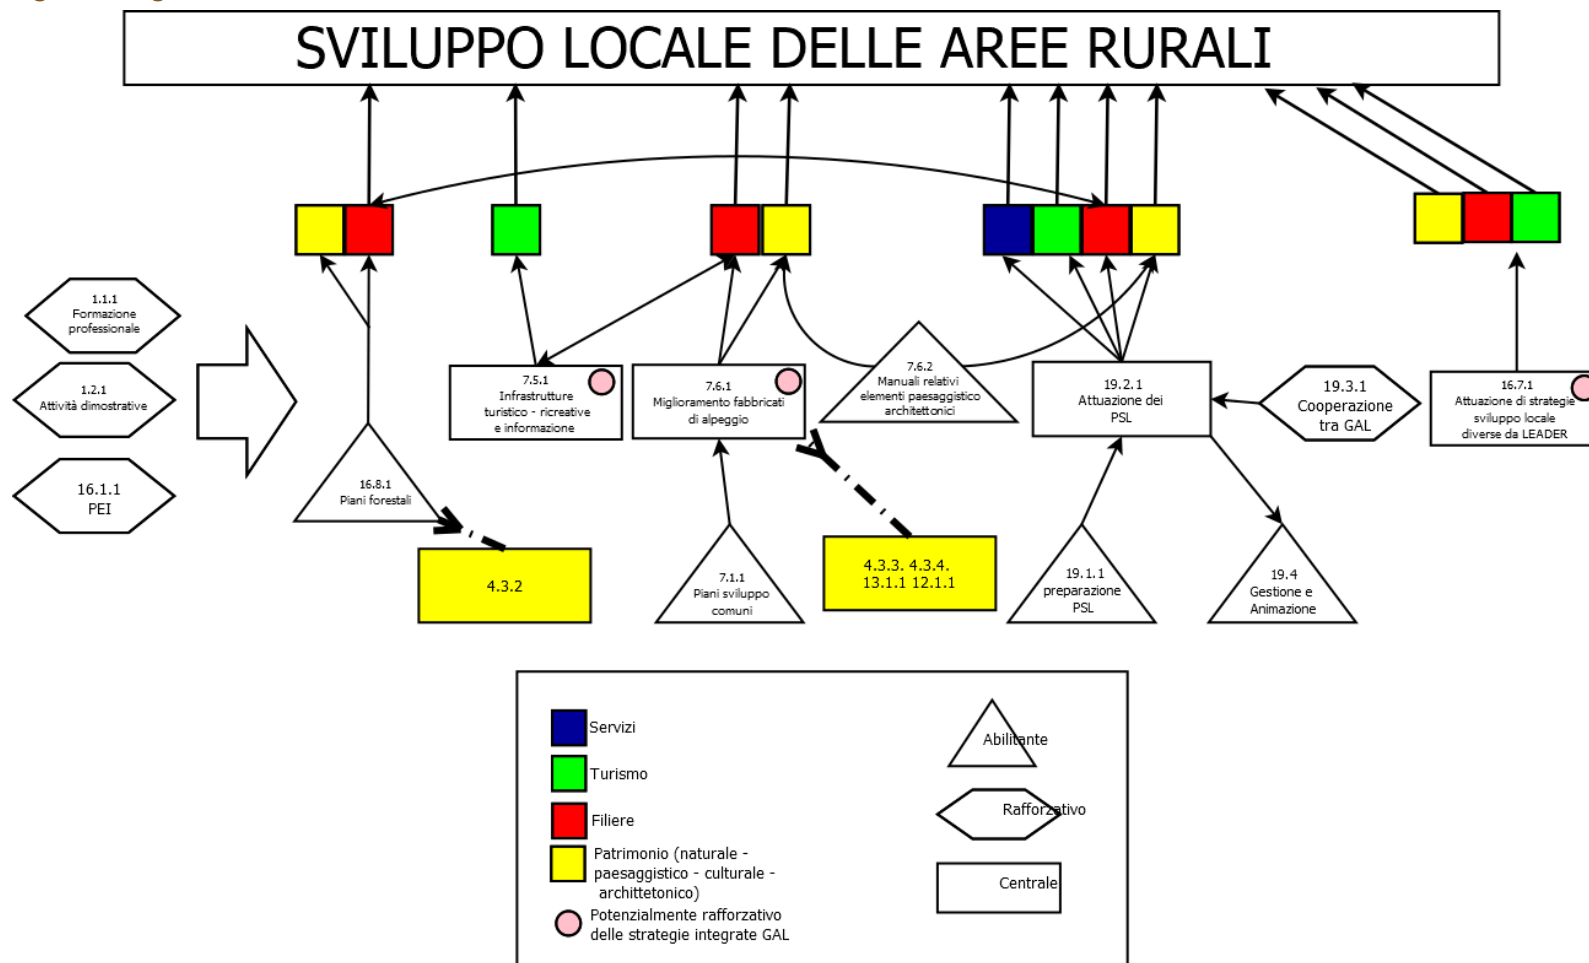 SVILUPPO LOCALE DELLE AREE RURALI
1.1.1
Formazione
professionale
1.2.1
Attività dimostrative
16.1.1
PEI
16.8.1
Piani forestali
4.3.2
7.5.1
Infrastrutture
turistico - ricreative
e informazione
7.6.1
Miglioramento fabbricati
di alpeggio
7.1.1
Piani sviluppo
comuni
7.6.2
Manuali relativi
elementi paesaggistico
architettonici
4.3.3. 4.3.4.
13.1.1 12.1.1
19.2.1
Attuazione dei
PSL
19.1.1
preparazione
PSL
19.4
Gestione e
Animazione
19.3.1
Cooperazione
tra GAL
16.7.1
Attuazione di strategie
sviluppo locale
diverse da LEADER
Servizi
Turismo
Filiere
Patrimonio (naturale -
paesaggistico - culturale -
archittetonico)
Potenzialmente rafforzativo
delle strategie integrate GAL
Abilitante
Rafforzativo
Centrale